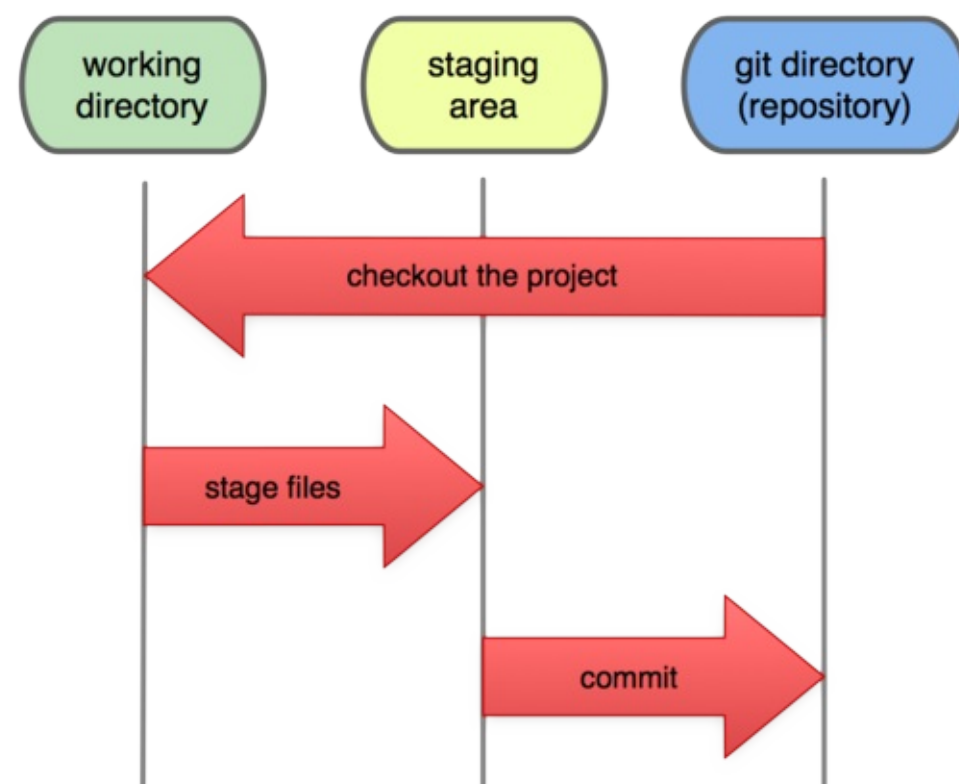 working
directory
staging
area
git directory
(repository)
checkout the project
stage files
commit